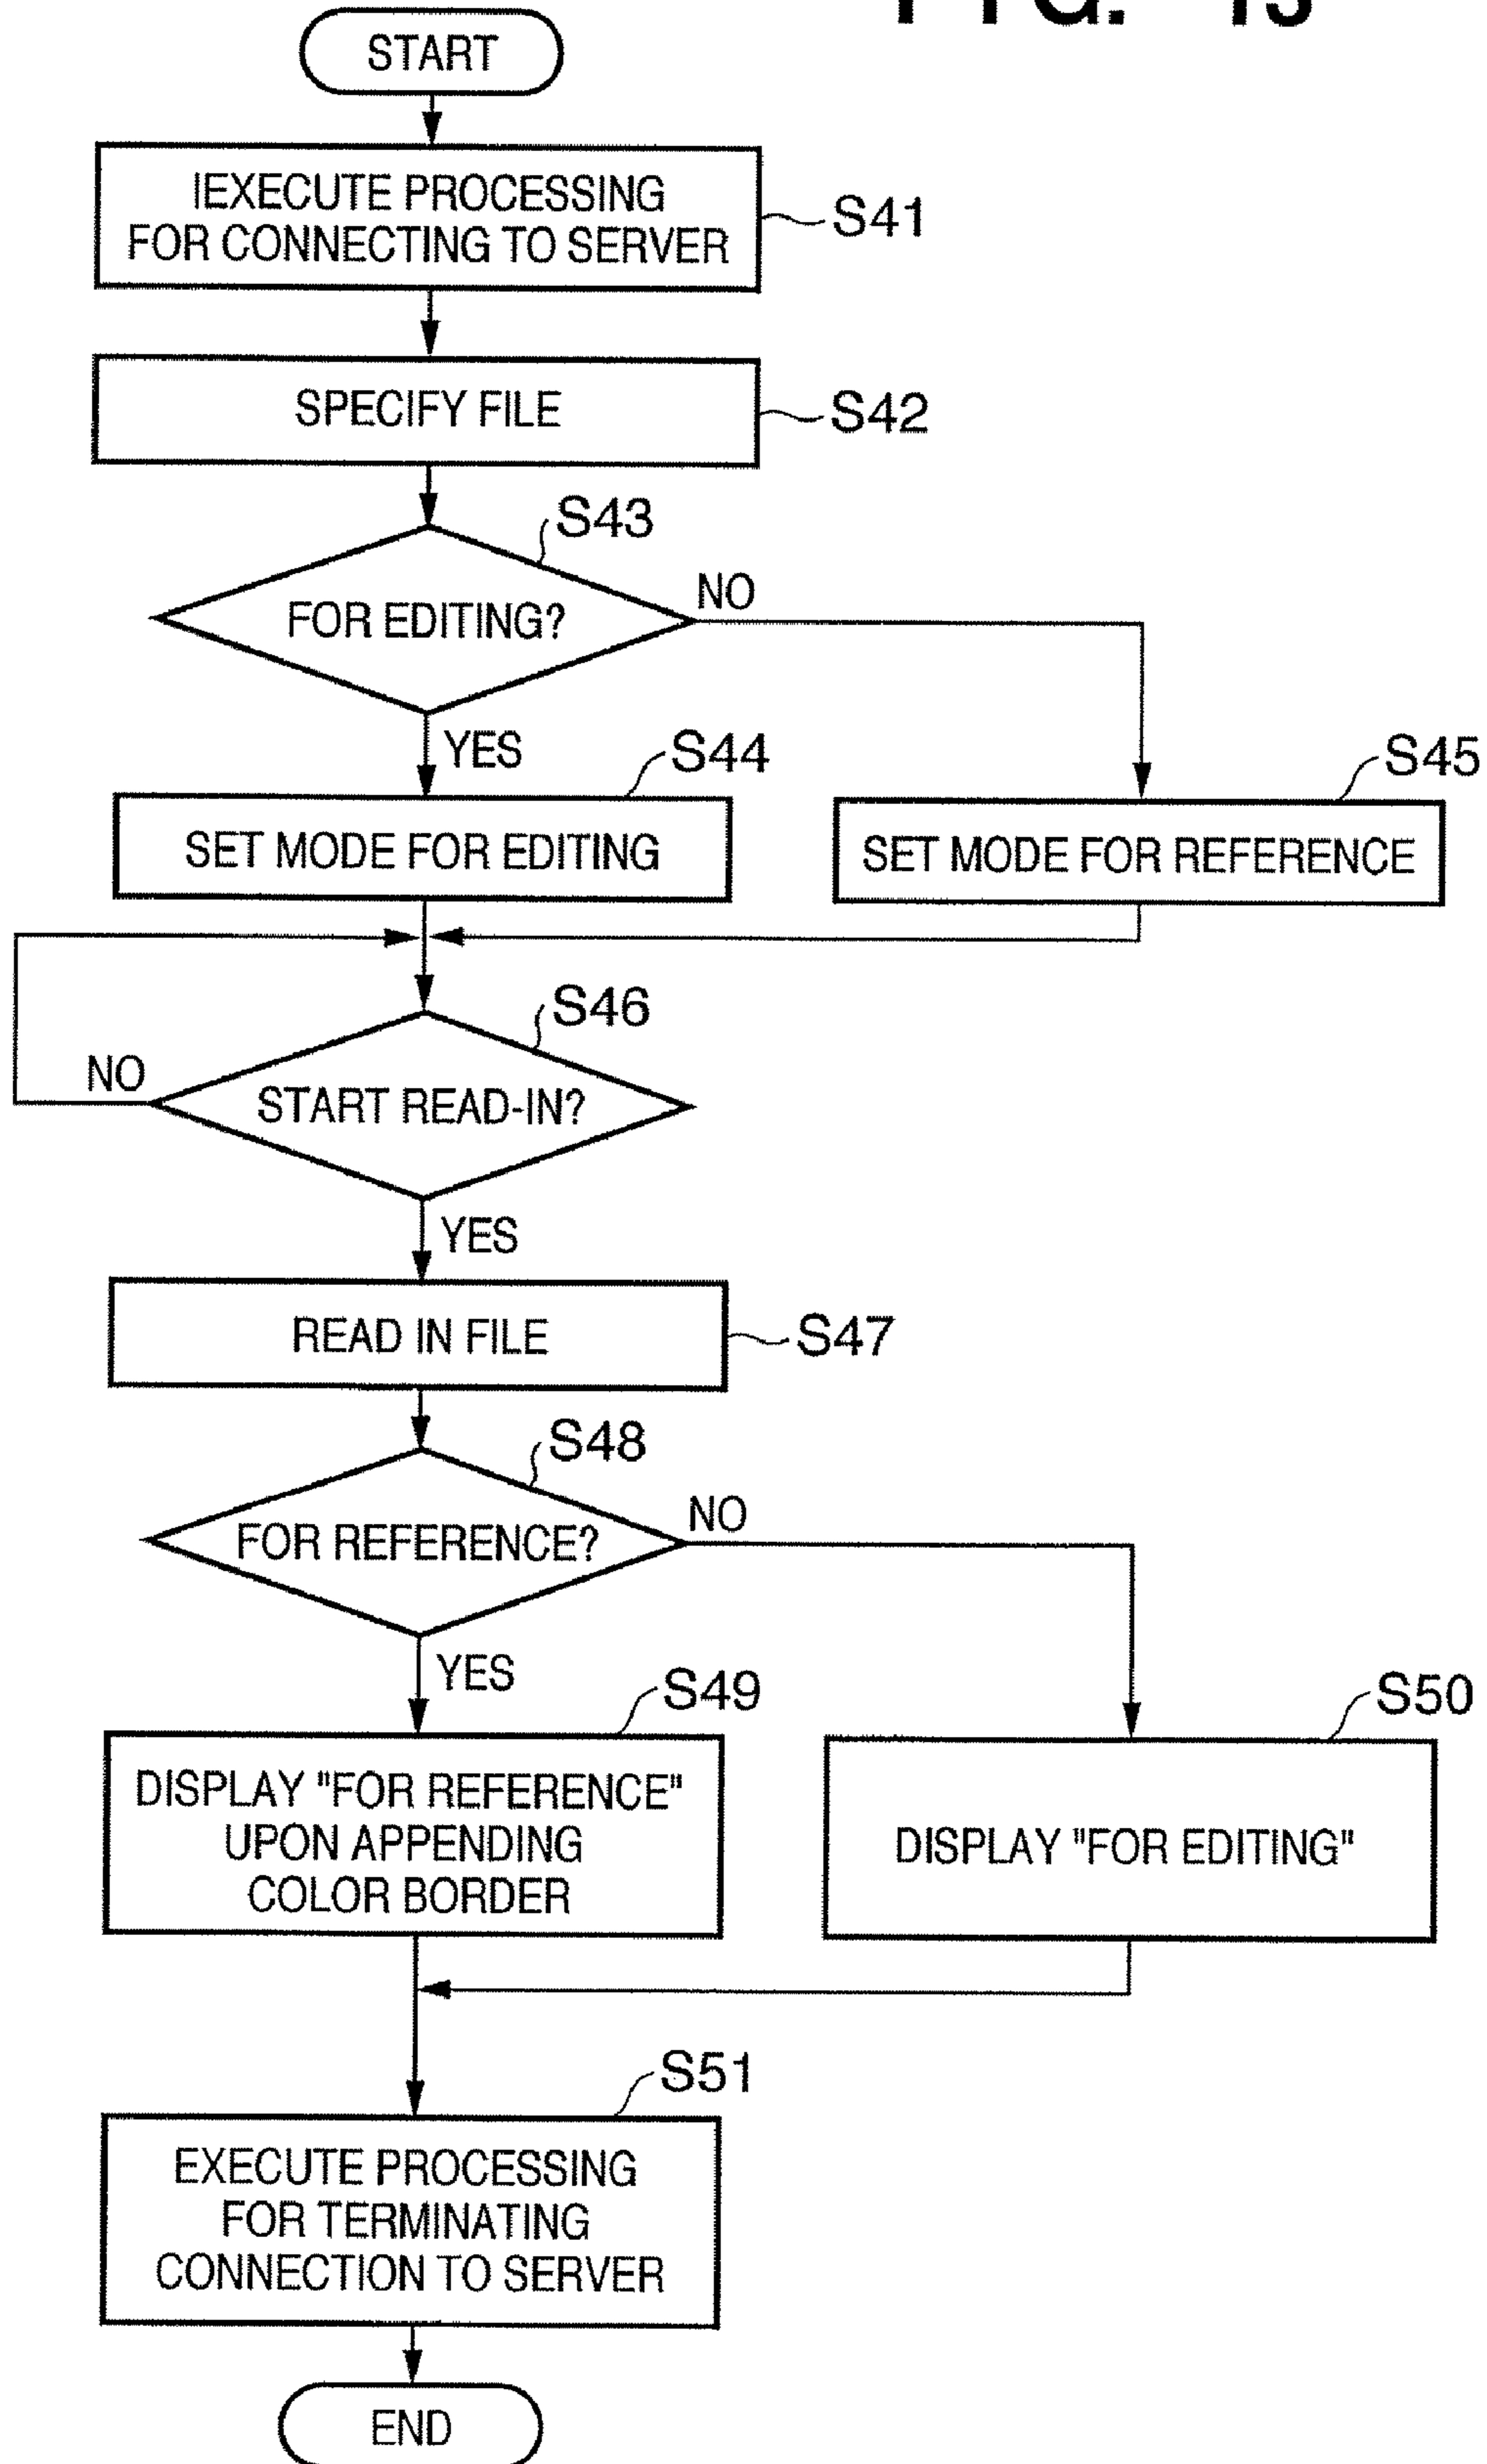 FIG. 13
START
IEXECUTE PROCESSING
FOR CONNECTING TO SERVER
S41
SPECIFY FILE
S42
S43
FOR EDITING?
NO
YES
S44
S45
SET MODE FOR EDITING
SET MODE FOR REFERENCE
S46
NO
START READ-IN?
YES
READ IN FILE
S47
S48
FOR REFERENCE?
NO
YES
S49
S50
DISPLAY "FOR REFERENCE"
UPON APPENDING
COLOR BORDER
DISPLAY "FOR EDITING"
S51
EXECUTE PROCESSING
FOR TERMINATING
CONNECTION TO SERVER
END